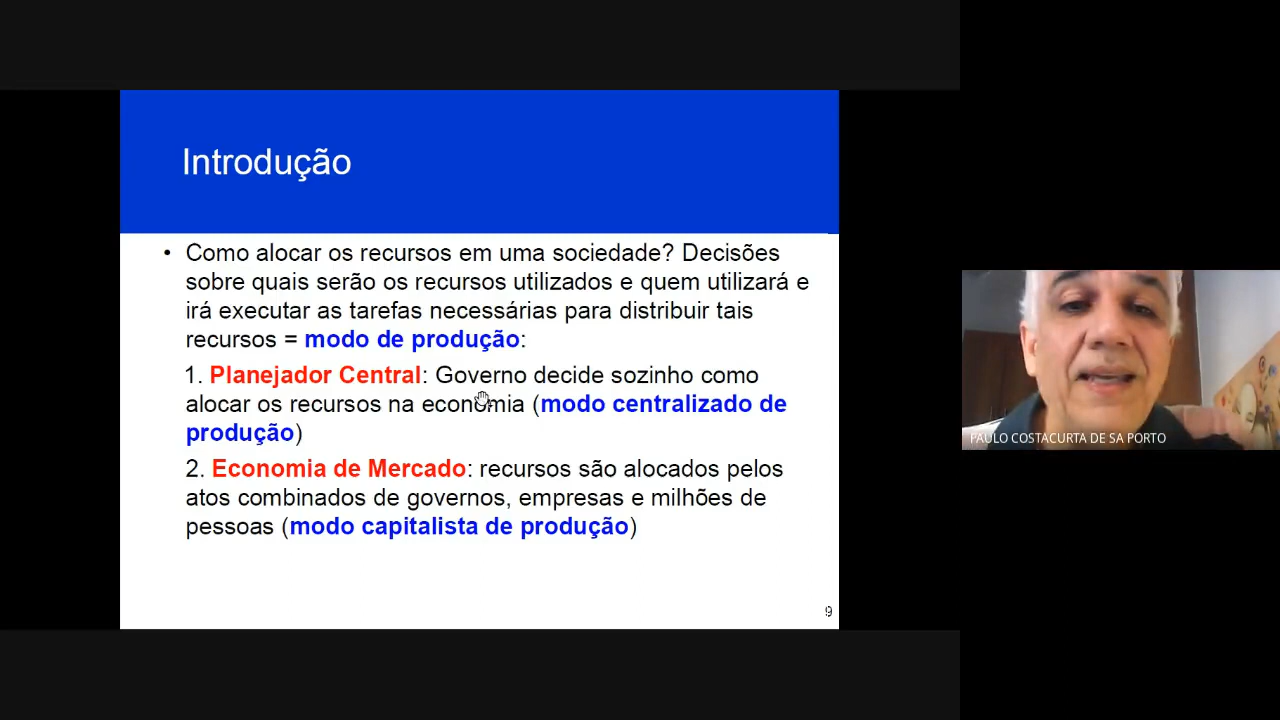 Introdução
• Como alocar os recursos em uma sociedade? Decisões
sobre quais serão os recursos utilizados e quem utilizará e
irá executar as tarefas necessárias para distribuir tais
recursos = modo de produção:
1. Planejador Central: Governo decide sozinho como
alocar os recursos na economia (modo centralizado de
produção)
2. Economia de Mercado: recursos são alocados pelos
atos combinados de governos, empresas e milhões de
pessoas (modo capitalista de produção)
9
PAULO COSTACURTA DE SA PORTO